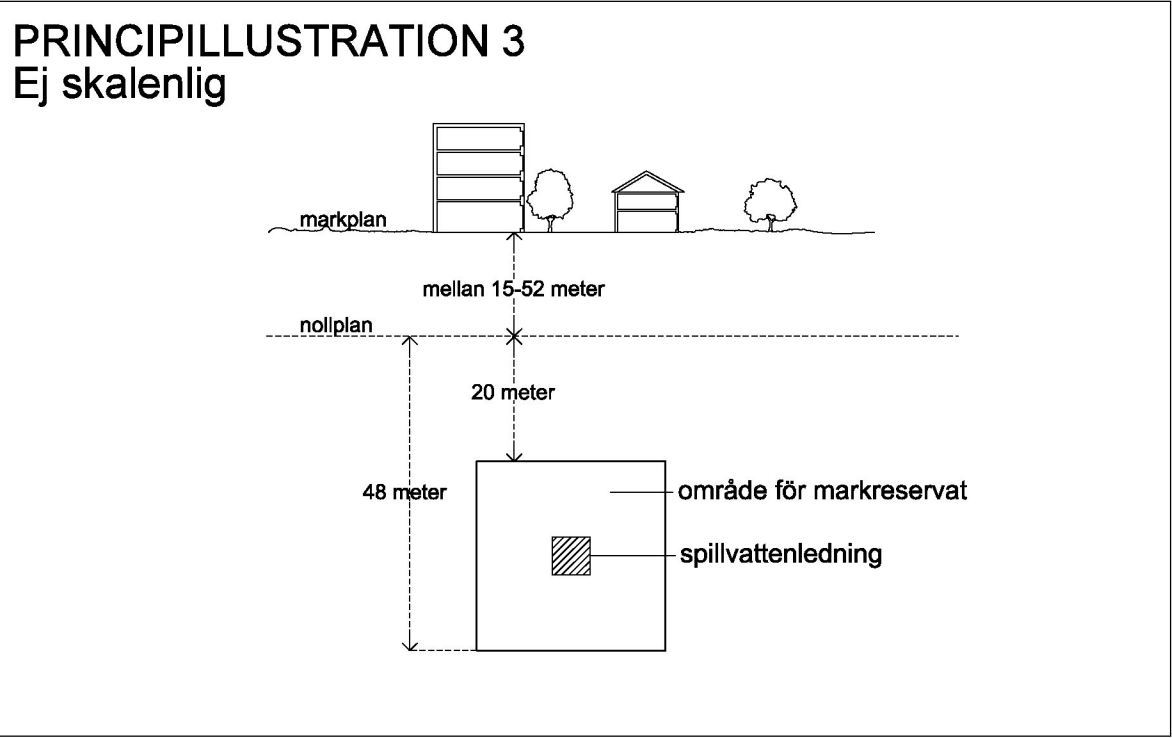 PRINCIPILLUSTRATION 3
Ej skalenlig
markplan
mellan 15-52 meter
nollplan
20 meter
48 meter
område för markreservat
spillvattenledning